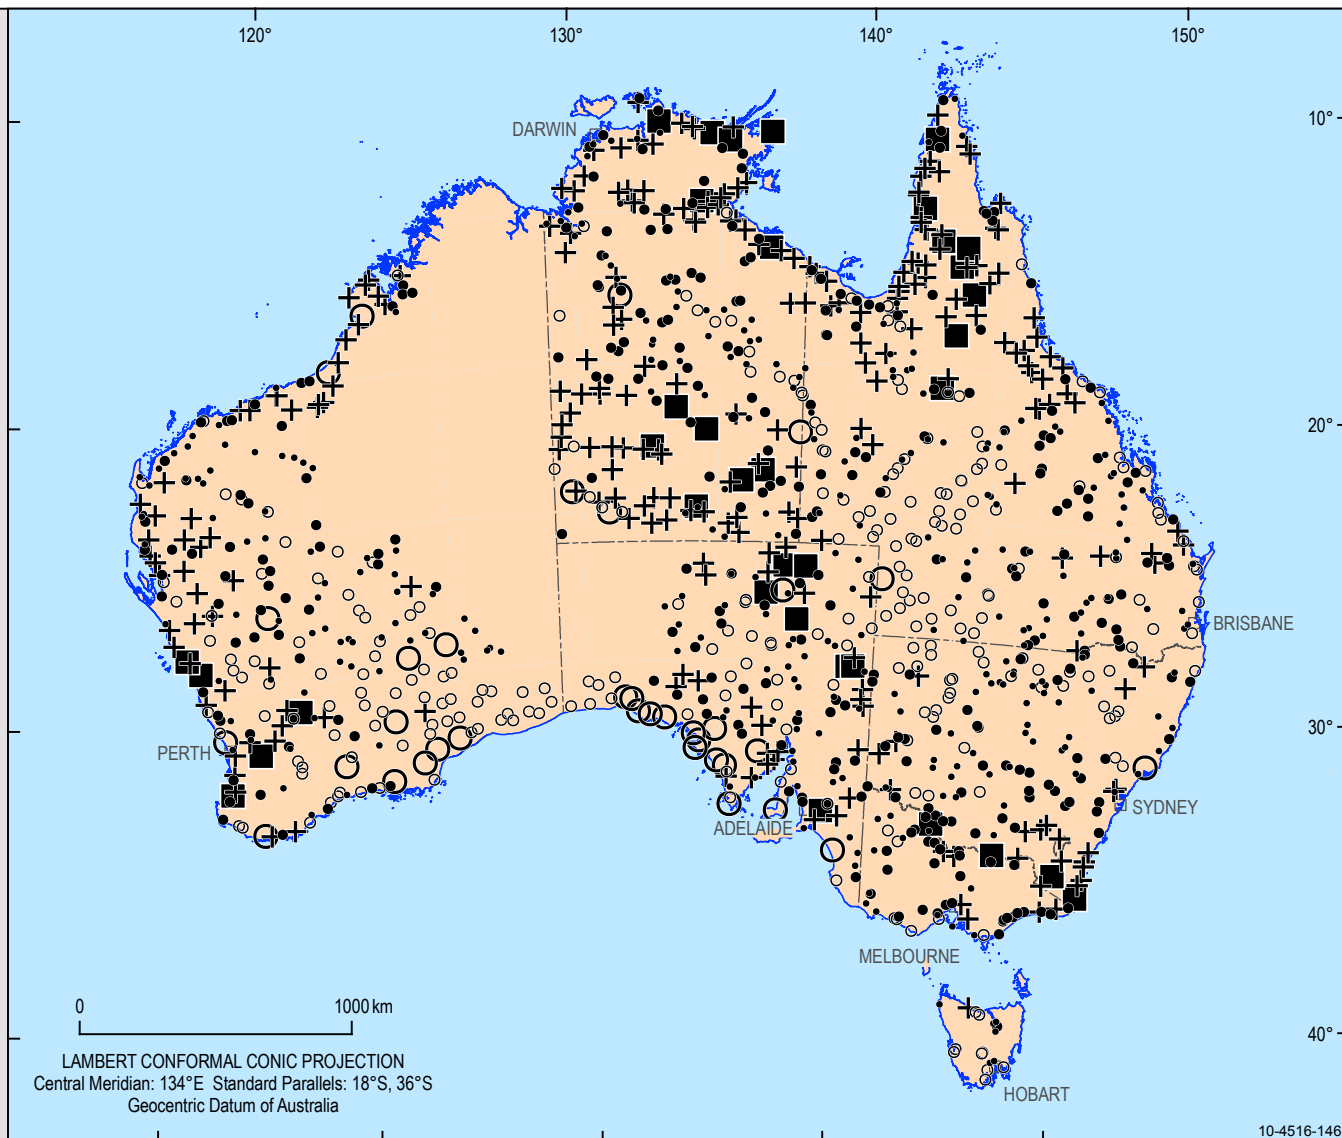 120° 130° 140° 150°
10°
DARWIN
20°
BRISBANE
30°
PERTH
SYDNEY
ADELAIDE
MELBOURNE
0 1000 km
40°
LAMBERT CONFORMAL CONIC PROJECTION
Central Meridian: 134°E Standard Parallels: 18°S, 36°S
HOBART
Geocentric Datum of Australia
10-4516-146